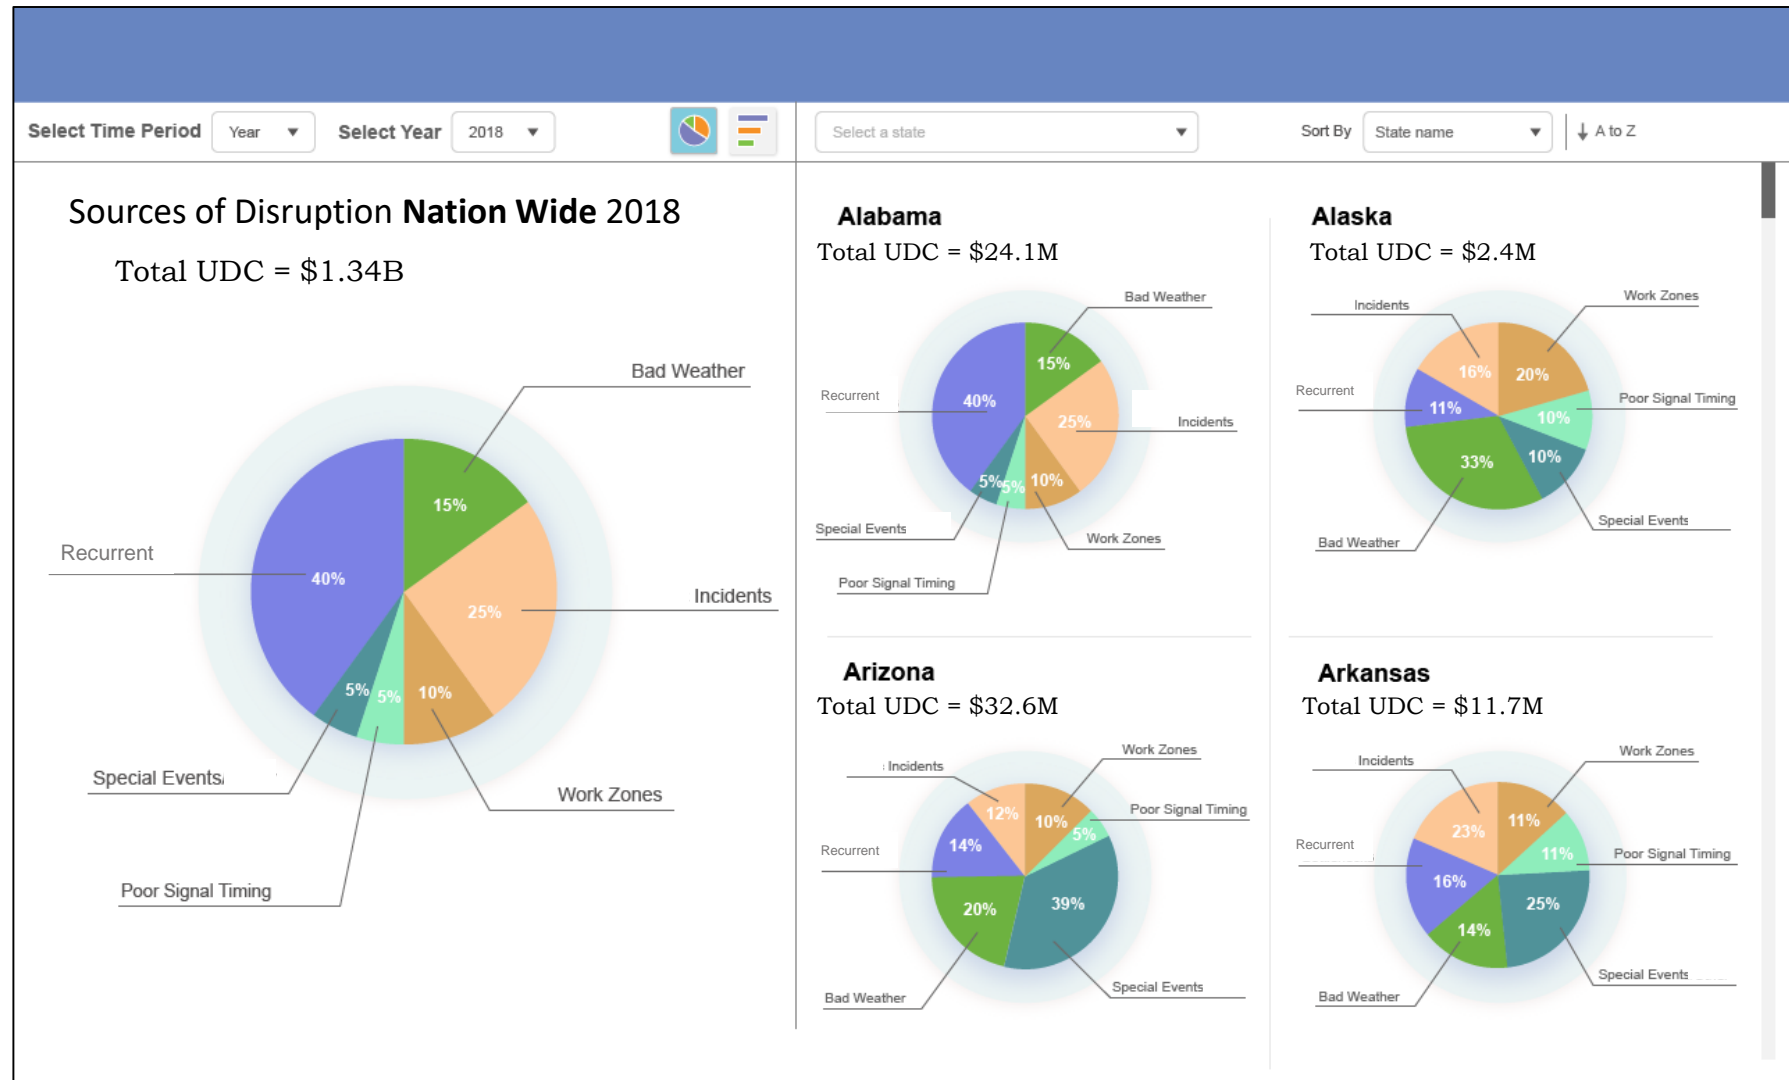 Select Time Period
Year
Select Year
2018
Select a state
Sort By
State name
A to Z
Sources of Disruption Nation Wide 2018
Total UDC = $1.34B
Bad Weather
15%
Recurrent
40%
Incidents
25%
5%
5%
10%
Special Events
Work Zones
Poor Signal Timing
Alabama
Total UDC = $24.1M
Bad Weather
15%
Recurrent
40%
25%
Incidents
5%
5%
10%
Special Events
Work Zones
Poor Signal Timing
Alaska
Total UDC = $2.4M
Incidents
Work Zones
16%
20%
Recurrent
11%
Poor Signal Timing
10%
33%
10%
Special Events
Bad Weather
Arizona
Total UDC = $32.6M
Incidents
Work Zones
12%
10%
Poor Signal Timing
5%
Recurrent
14%
20%
39%
Bad Weather
Special Events
Arkansas
Total UDC = $11.7M
Incidents
Work Zones
23%
11%
Recurrent
11%
Poor Signal Timing
16%
25%
14%
Special Events
Bad Weather